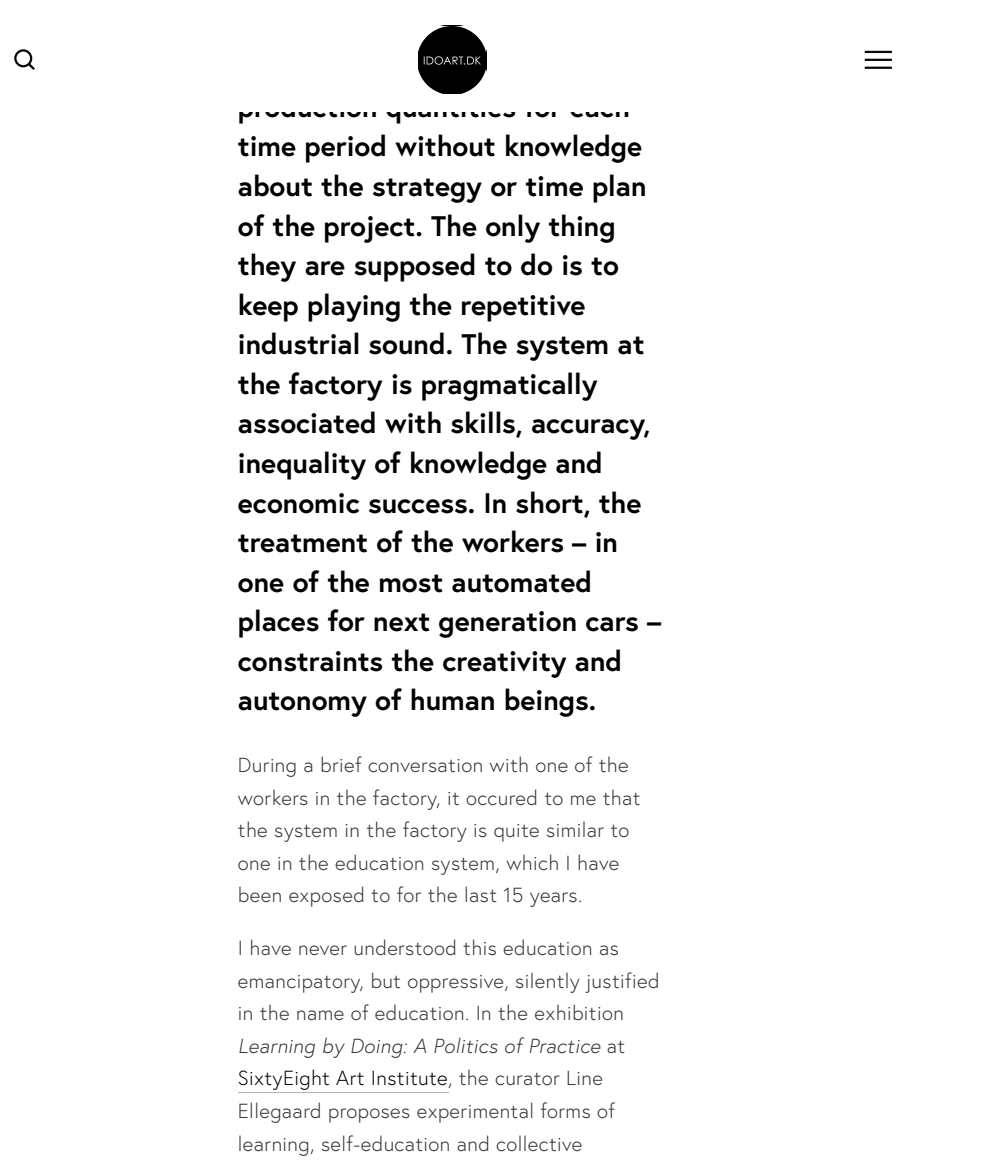 IDOART.DK
production quantities for each
time period without knowledge
about the strategy or time plan
of the project. The only thing
they are supposed to do is to
keep playing the repetitive
industrial sound. The system at
the factory is pragmatically
associated with skills, accuracy,
inequality of knowledge and
economic success. In short, the
treatment of the workers – in
one of the most automated
places for next generation cars –
constraints the creativity and
autonomy of human beings.
During a brief conversation with one of the
workers in the factory, it occured to me that
the system in the factory is quite similar to
one in the education system, which I have
been exposed to for the last 15 years.
I have never understood this education as
emancipatory, but oppressive, silently justified
in the name of education. In the exhibition
Learning by Doing: A Politics of Practice at
SixtyEight Art Institute, the curator Line
Ellegaard proposes experimental forms of
learning, self-education and collective